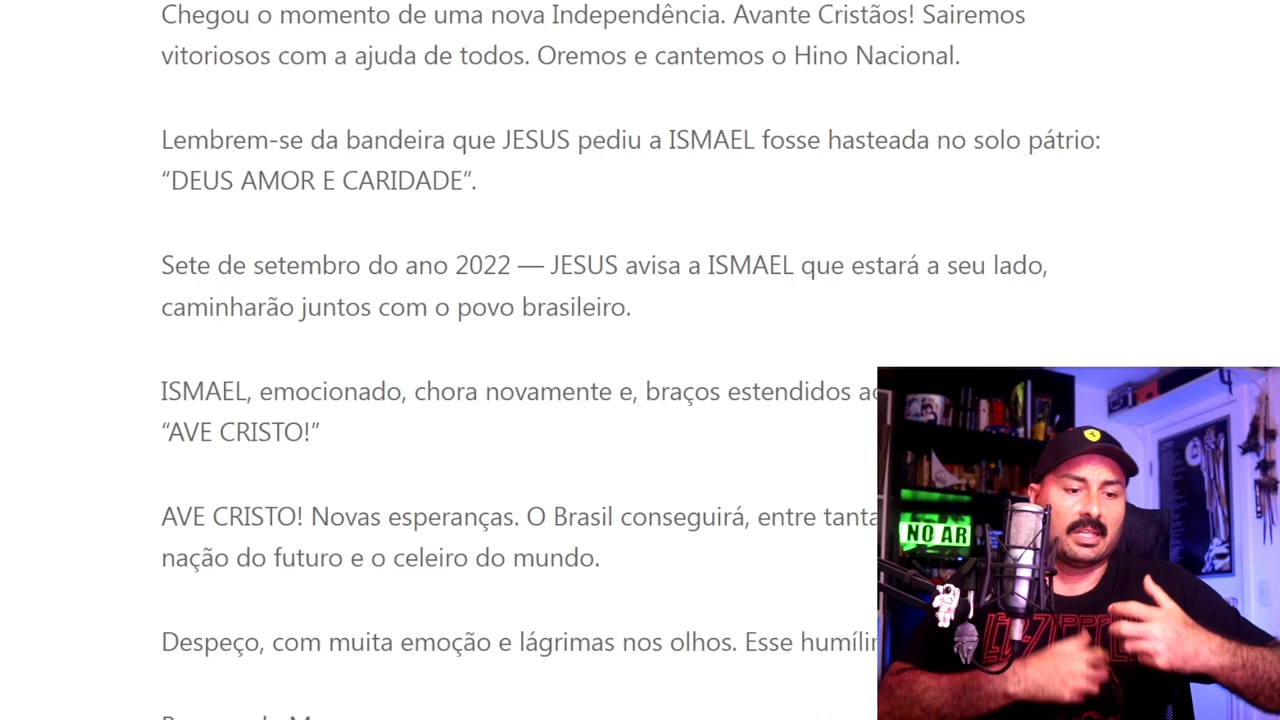 Chegou o momento de uma nova Independência. Avante Cristãos! Sairemos
vitoriosos com a ajuda de todos. Oremos e cantemos o Hino Nacional.
Lembrem-se da bandeira que JESUS pediu a ISMAEL fosse hasteada no solo pátrio:
“DEUS AMOR E CARIDADE”.
Sete de setembro do ano 2022 — JESUS avisa a ISMAEL que estará a seu lado,
caminharão juntos com o povo brasileiro.
ISMAEL, emocionado, chora novamente e, braços estendidos
“AVE CRISTO!”
AVE CRISTO! Novas esperanças. O Brasil conseguirá, entre
nação do futuro e o celeiro do mundo.
Despeço, com muita emoção e lágrimas nos olhos. Esse
NO AR